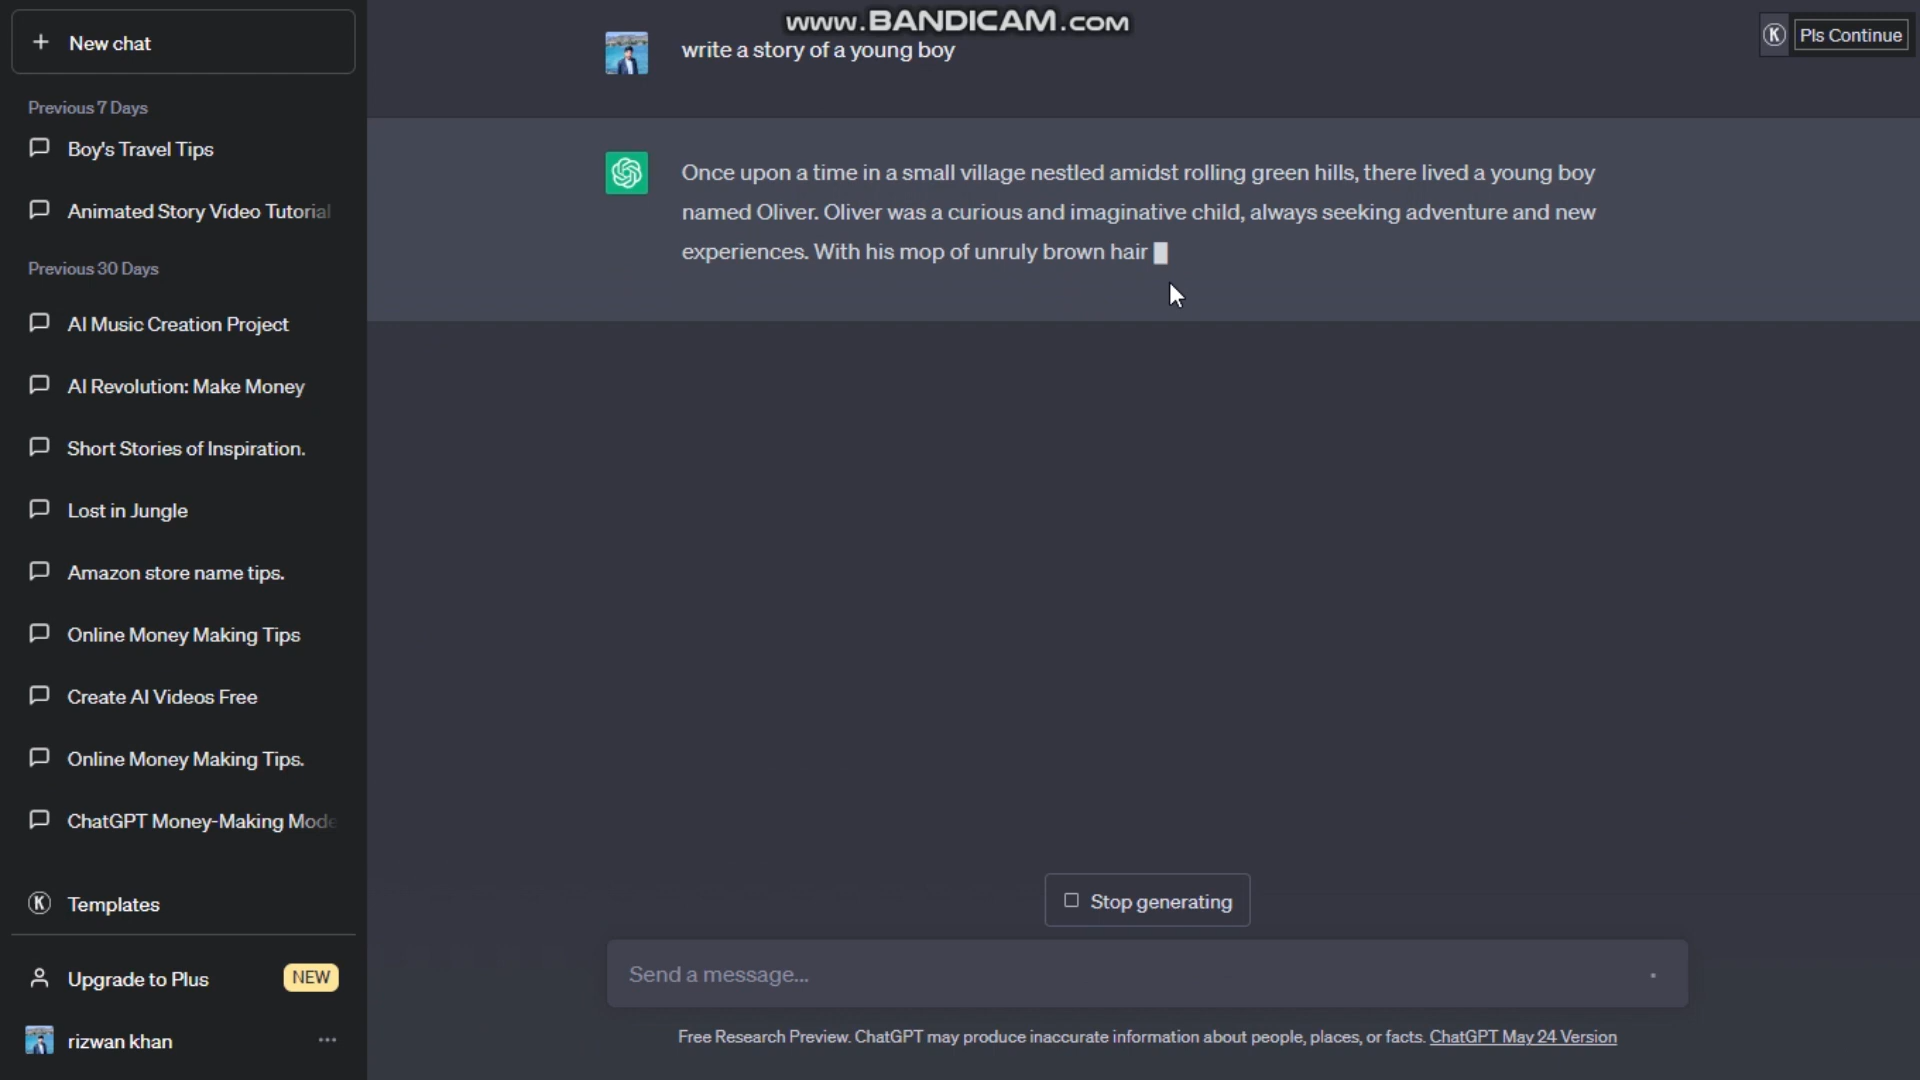 www.BANDICAM.com
New chat
Previous 7 Days
Boy's Travel Tips
Animated Story Video Tutorial
Previous 30 Days
AI Music Creation Project
AI Revolution: Make Money
Short Stories of Inspiration.
Lost in Jungle
Amazon store name tips.
Online Money Making Tips
Create AI Videos Free
Online Money Making Tips.
ChatGPT Money-Making Mode
K Templates
Upgrade to Plus NEW
rizwan khan
write a story of a young boy
K Pls Continue
Once upon a time in a small village nestled amidst rolling green hills, there lived a young boy
named Oliver. Oliver was a curious and imaginative child, always seeking adventure and new
experiences. With his mop of unruly brown hair
Stop generating
Send a message...
Free Research Preview. ChatGPT may produce inaccurate information about people, places, or facts. ChatGPT May 24 Version